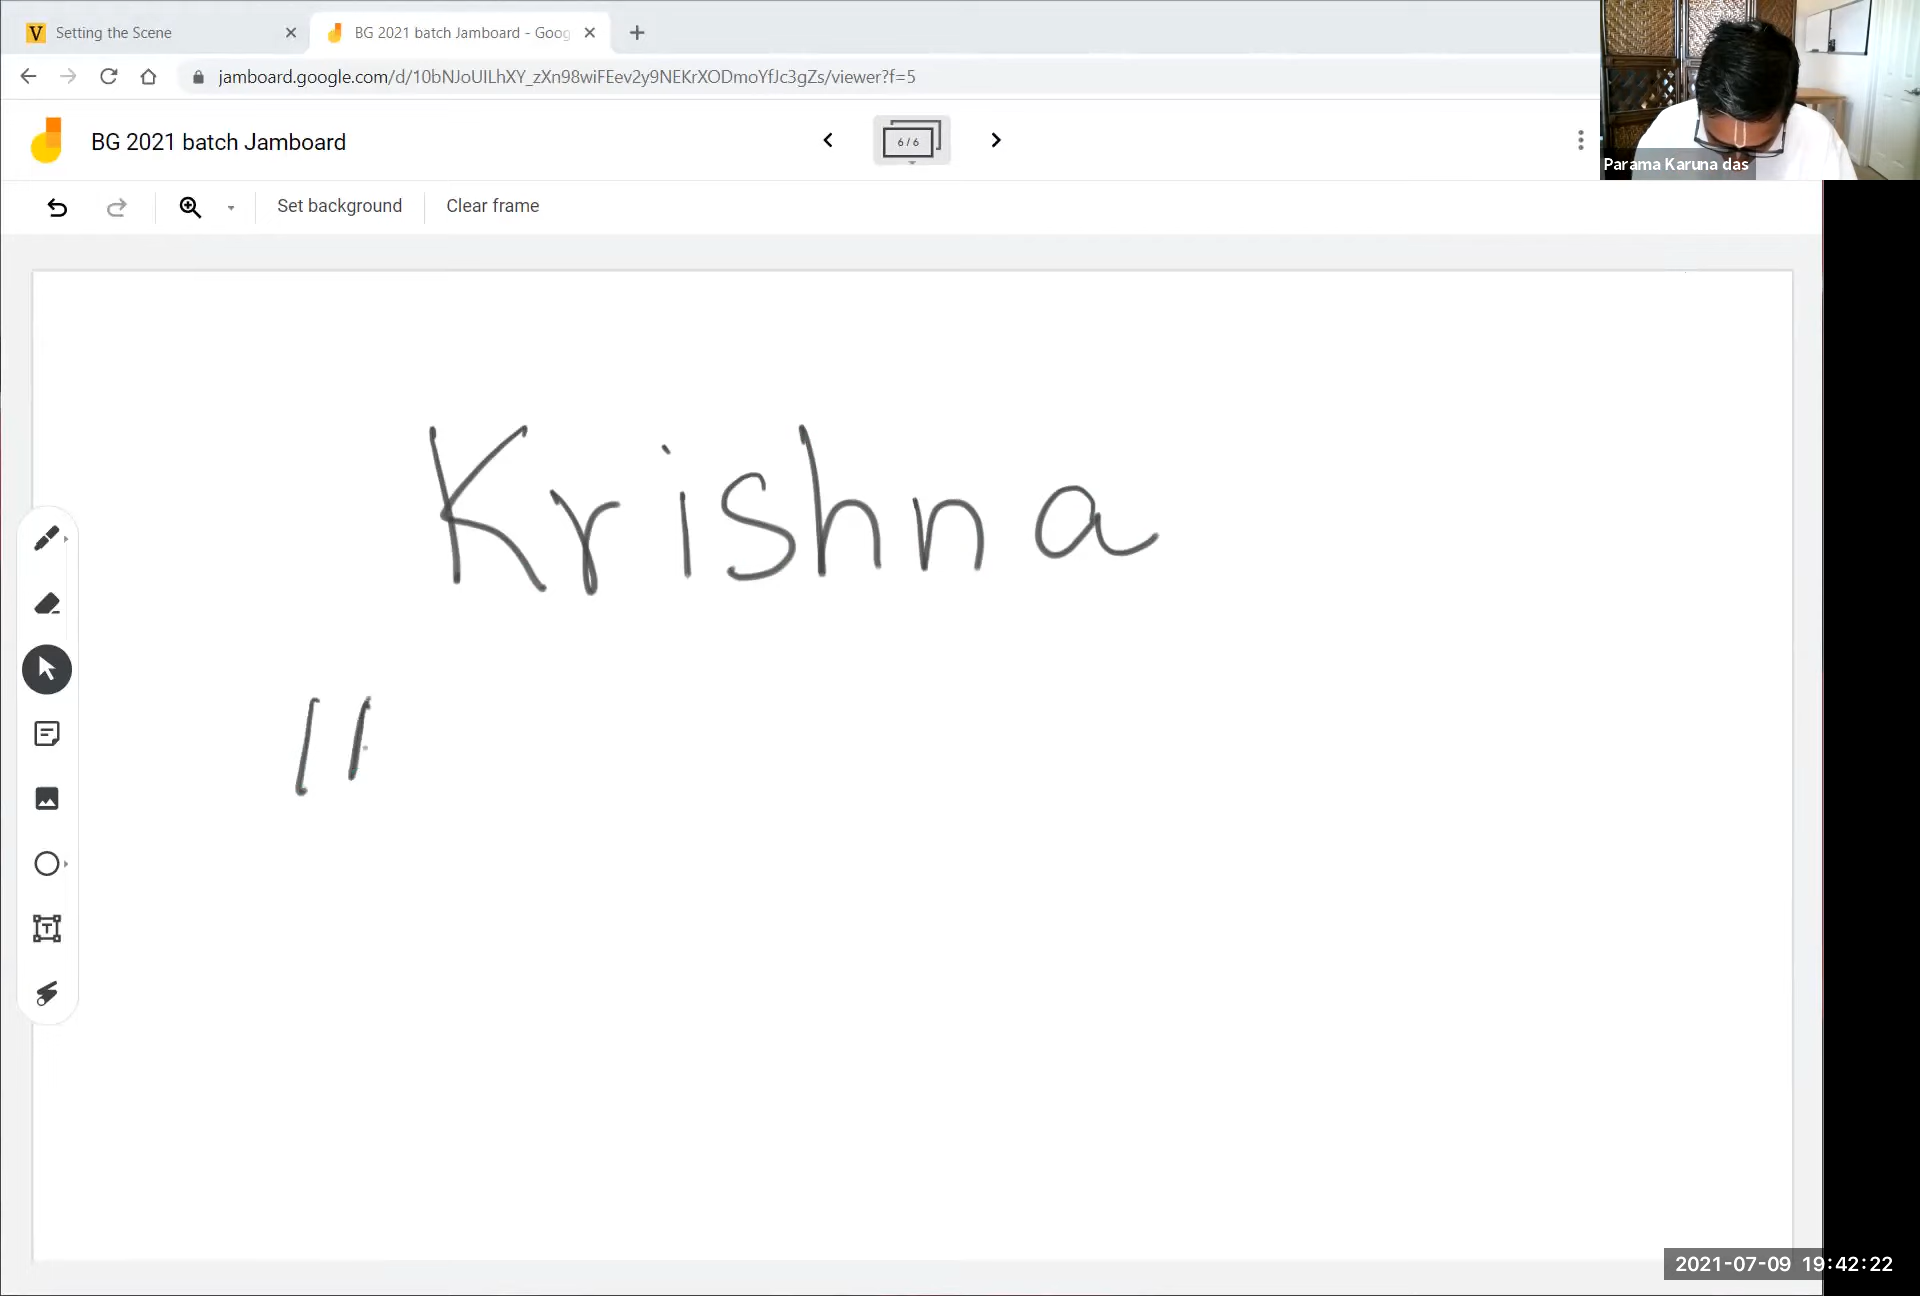 Setting the Scene
BG 2021 batch Jamboard - Goog
jamboard.google.com/d/10bNJoUILhXY_zXn98wiFEev2y9NEKrXODmoYfJc3gZs/viewer?f=5
BG 2021 batch Jamboard
6 / 6
Parama Karuna das
Set background
Clear frame
Krishna
2021-07-09 19:42:22